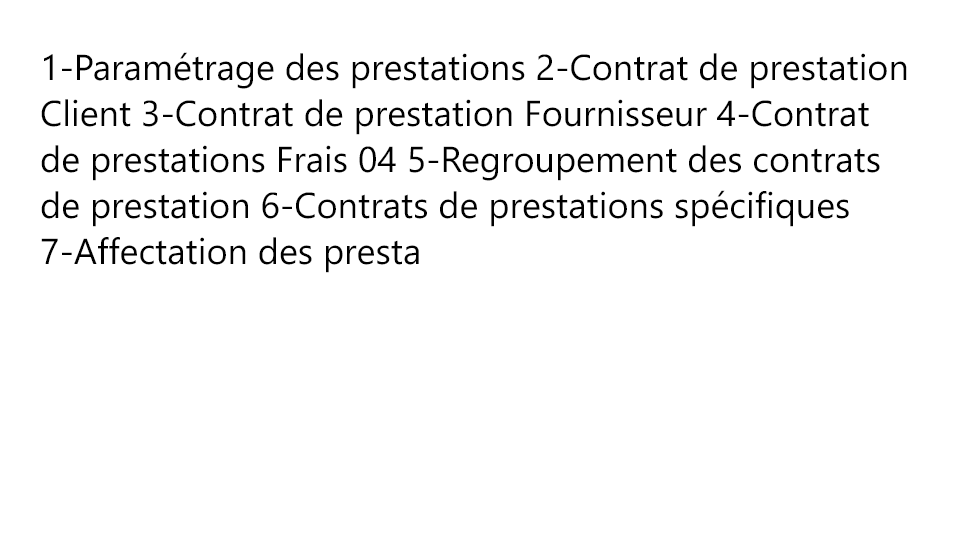 1-Paramétrage des prestations 2-Contrat de prestation
Client 3-Contrat de prestation Fournisseur 4-Contrat
de prestations Frais 04 5-Regroupement des contrats
de prestation 6-Contrats de prestations spécifiques
7-Affectation des presta